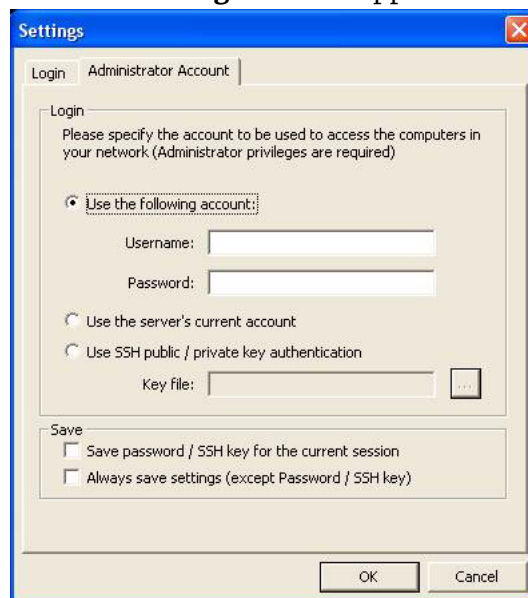 Settings
Login
Administrator Account
Login
Please specify the account to be used to access the computers in
your network (Administrator privileges are required)
Use the following account:
Username:
Password:
Use the server's current account
Use SSH public / private key authentication
Key file:
...
Save
Save password / SSH key for the current session
Always save settings (except Password / SSH key)
OK
Cancel